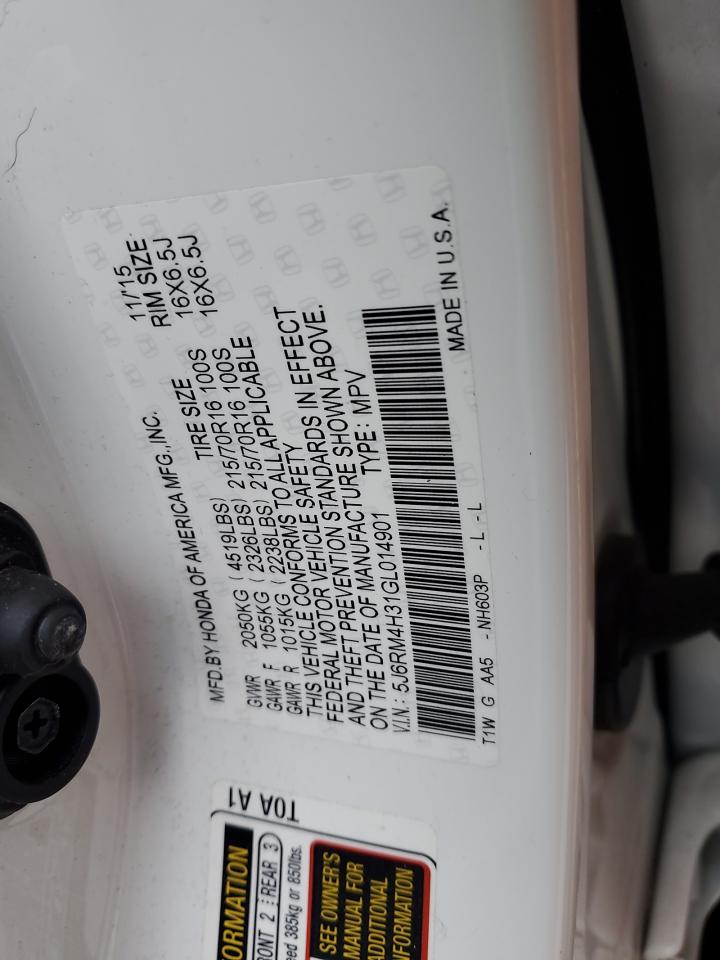 MFD.BY HONDA OF AMERICA MFG., INC. 11/'15
TIRE SIZE RIM SIZE
GVWR 2050KG ( 4519LBS)
GAWR F 1055KG ( 2326LBS) 215/70R16 100S 16X6.5J
GAWR R 1015KG ( 2238LBS) 215/70R16 100S 16X6.5J
THIS VEHICLE CONFORMS TO ALL APPLICABLE
FEDERAL MOTOR VEHICLE SAFETY
AND THEFT PREVENTION STANDARDS IN EFFECT
ON THE DATE OF MANUFACTURE SHOWN ABOVE.
V.I.N.: 5J6RM4H31GL014901 TYPE: MPV
T1W G AA5 - NH603P - L - L MADE IN U.S.A.
T0A A1
ORMATION
RONT 2 REAR 3
eed 385kg or 850lbs.
SEE OWNER'S
MANUAL FOR
ADDITIONAL
INFORMATION